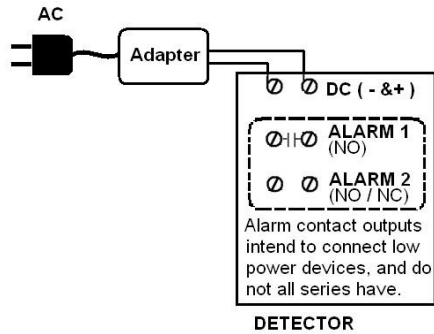 AC
Adapter
DC ( - &+ )
ALARM 1
(NO)
ALARM 2
(NO / NC)
Alarm contact outputs
intend to connect low
power devices, and do
not all series have.
DETECTOR